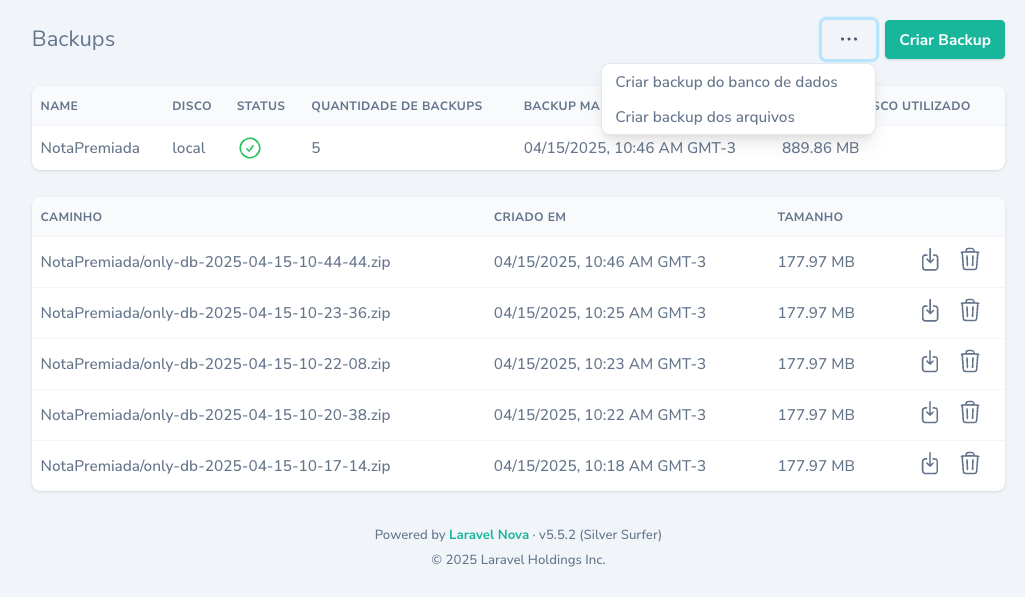 Backups
...
Criar Backup
Criar backup do banco de dados
Criar backup dos arquivos
NAME DISCO STATUS QUANTIDADE DE BACKUPS BACKUP UTILIZADO
NotaPremiada local 5 04/15/2025, 10:46 AM GMT-3 889.86 MB
CAMINHO CRIADO EM TAMANHO
NotaPremiada/only-db-2025-04-15-10-44-44.zip 04/15/2025, 10:46 AM GMT-3 177.97 MB
NotaPremiada/only-db-2025-04-15-10-23-36.zip 04/15/2025, 10:25 AM GMT-3 177.97 MB
NotaPremiada/only-db-2025-04-15-10-22-08.zip 04/15/2025, 10:23 AM GMT-3 177.97 MB
NotaPremiada/only-db-2025-04-15-10-20-38.zip 04/15/2025, 10:22 AM GMT-3 177.97 MB
NotaPremiada/only-db-2025-04-15-10-17-14.zip 04/15/2025, 10:18 AM GMT-3 177.97 MB
Powered by Laravel Nova · v5.5.2 (Silver Surfer)
© 2025 Laravel Holdings Inc.